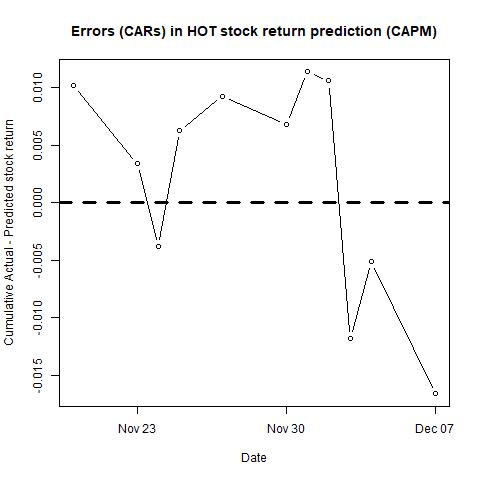 Errors (CARs) in HOT stock return prediction (CAPM)
Cumulative Actual - Predicted stock return
0.010
0.005
0.000
-0.005
-0.010
-0.015
Nov 23 Nov 30 Dec 07
Date